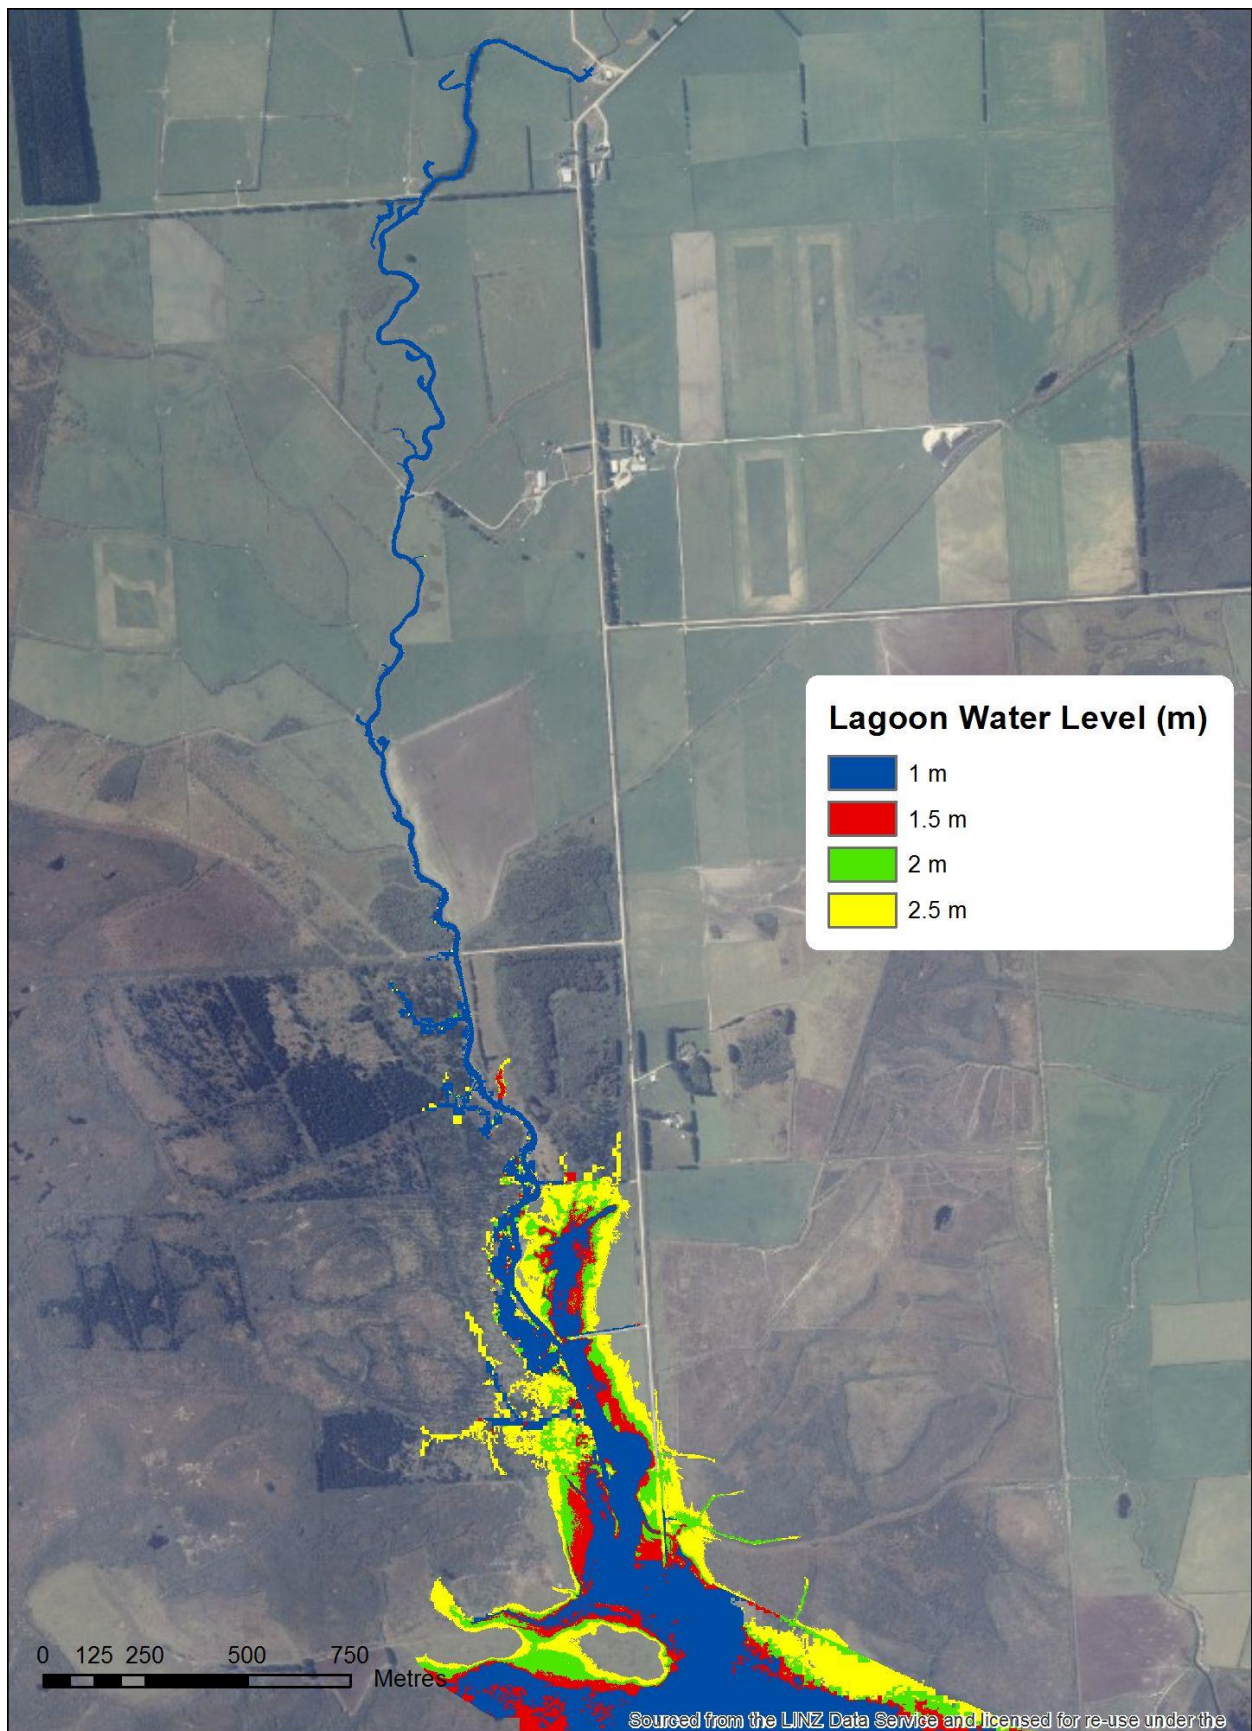 Lagoon Water Level (m)
1 m
1.5 m
2 m
2.5 m
0 125 250 500 750
Metres
Sourced from the LINZ Data Service and licensed for re-use under the